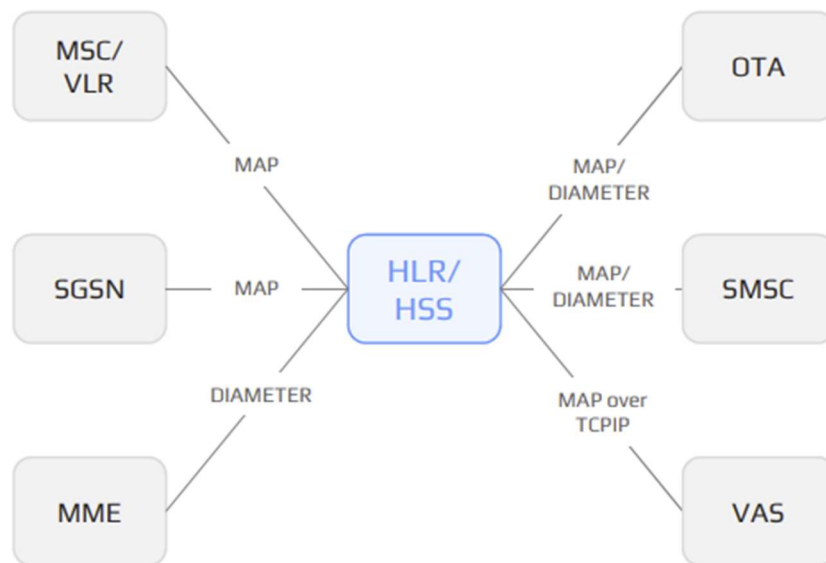 MSC/
VLR
OTA
MAP
MAP/
DIAMETER
SGSN
MAP
HLR/
HSS
MAP/
DIAMETER
SMSC
DIAMETER
MAP over
TCPIP
MME
VAS